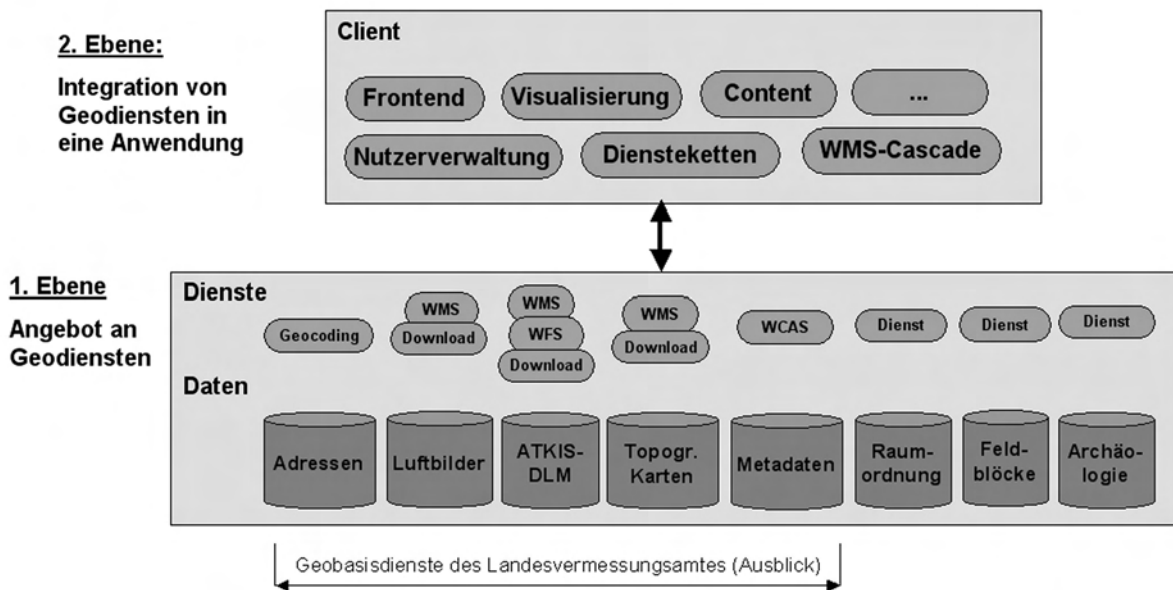 2. Ebene:
Integration von
Geodiensten in
eine Anwendung
Client
Frontend
Visualisierung
Content
...
Nutzerverwaltung
Diensteketten
WMS-Cascade
1. Ebene
Angebot an
Geodiensten
Dienste
Geocoding
WMS
Download
WMS
WFS
Download
WMS
Download
WCAS
Dienst
Dienst
Dienst
Daten
Adressen
Luftbilder
ATKIS-
DLM
Topogr.
Karten
Metadaten
Raum-
ordnung
Feld-
blöcke
Archäo-
logie
Geobasisdienste des Landesvermessungsamtes (Ausblick)